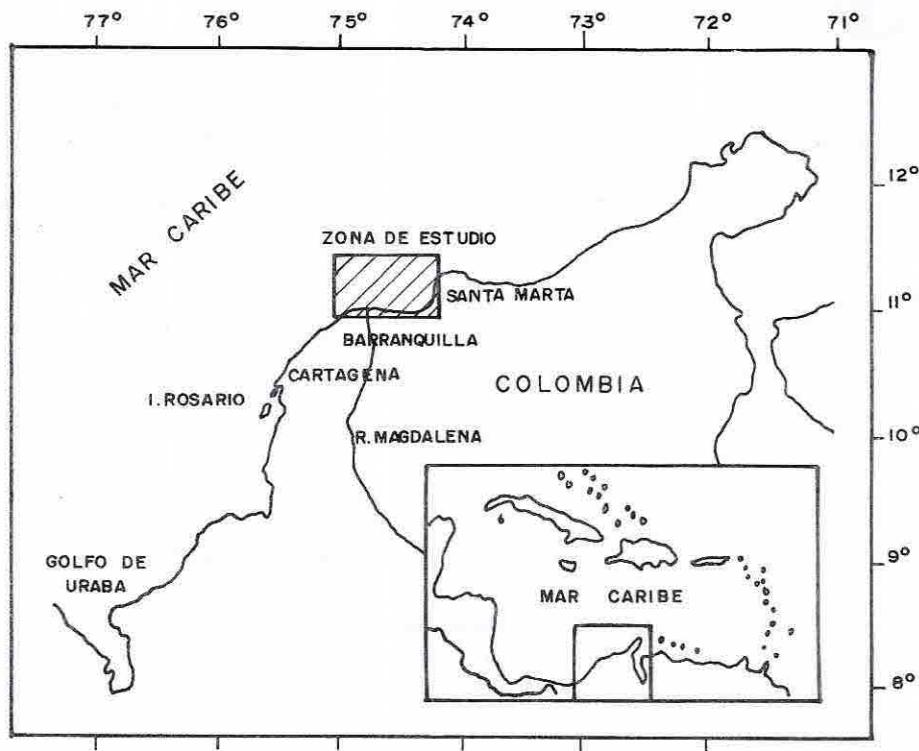 77° 76° 75° 74° 73° 72° 71°
MAR CARIBE
12°
ZONA DE ESTUDIO
SANTA MARTA
11°
BARRANQUILLA
CARTAGENA
COLOMBIA
I. ROSARIO
R. MAGDALENA
10°
GOLFO DE
URABA
9°
MAR CARIBE
8°